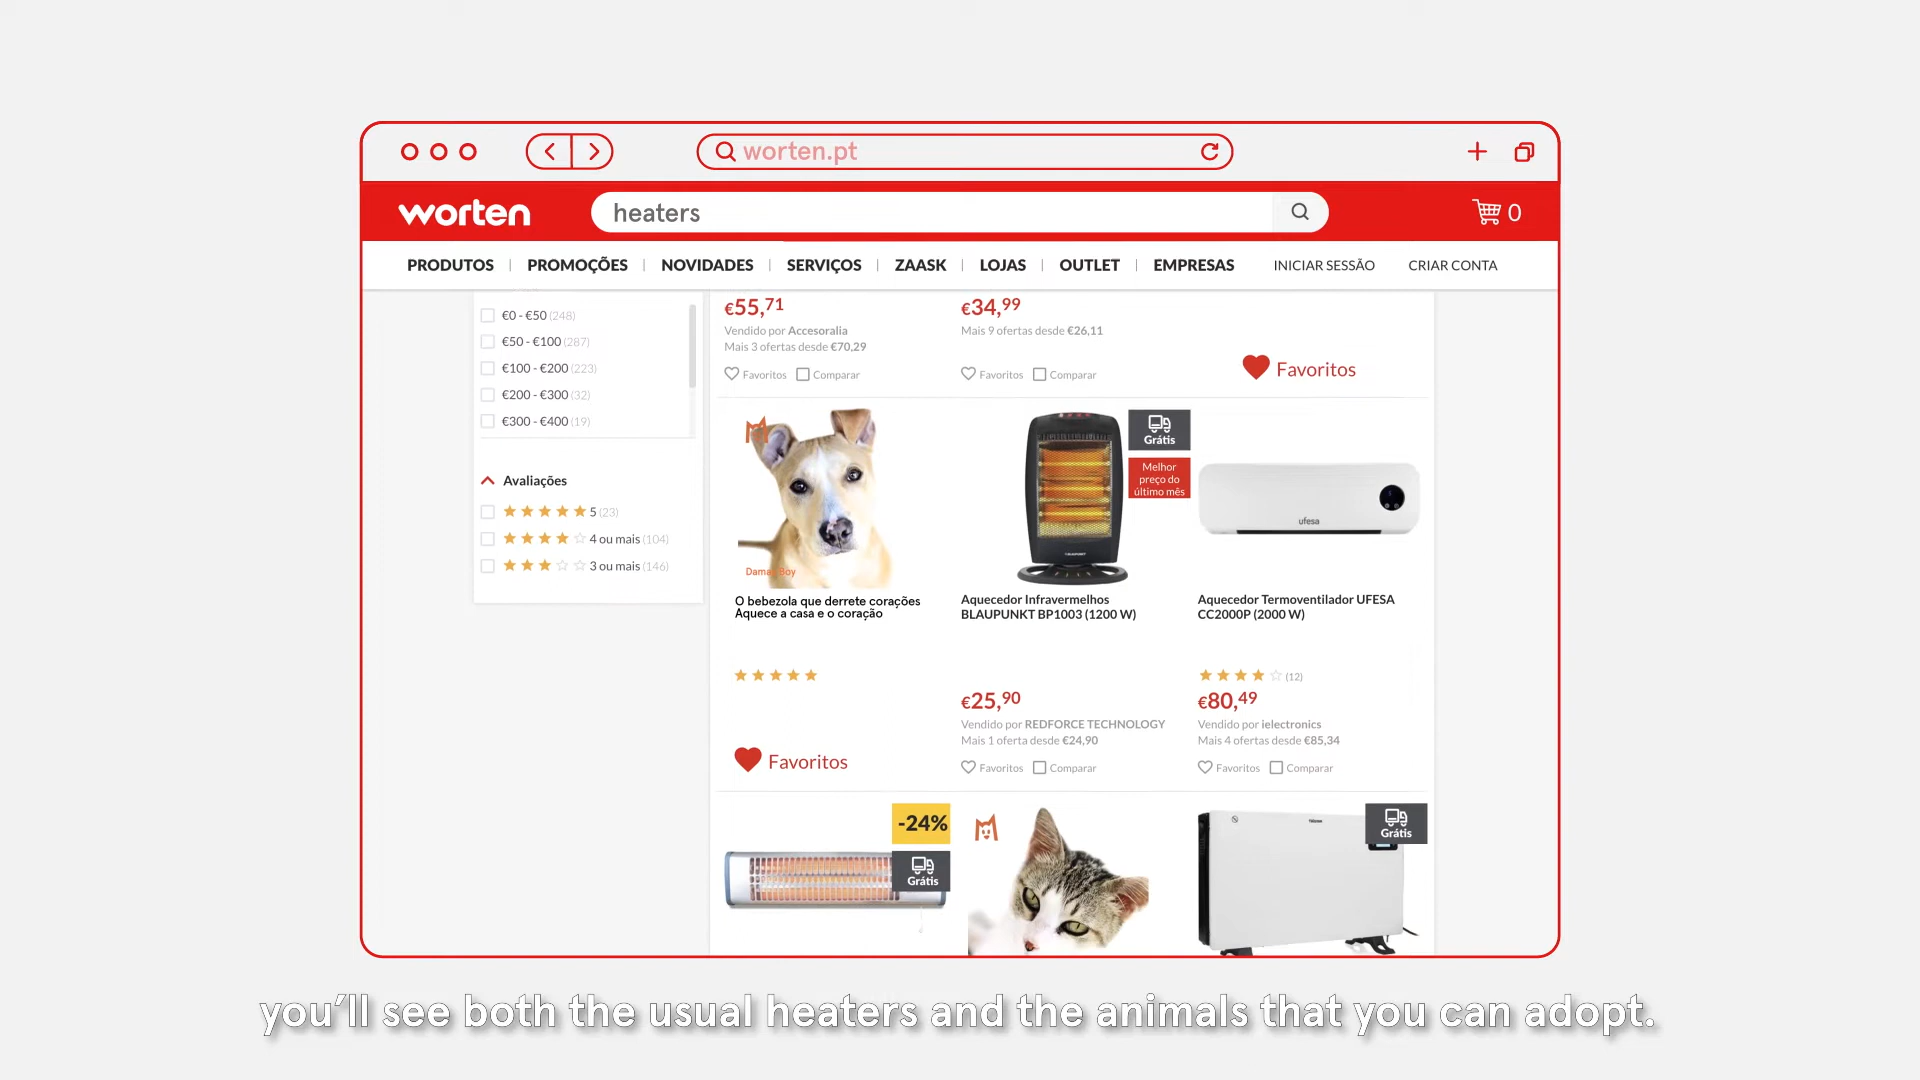 worten.pt
worten
heaters
0
PRODUTOS | PROMOÇÕES | NOVIDADES | SERVIÇOS | ZAASK | LOJAS | OUTLET | EMPRESAS INICIAR SESSÃO CRIAR CONTA
€0 - €50 (248)
€50 - €100 (287)
€100 - €200 (223)
€200 - €300 (32)
€300 - €400 (19)
Avaliações
5 (23)
4 ou mais (104)
3 ou mais (146)
€55,71
Vendido por Accesoralia
Mais 3 ofertas desde €70,29
Favoritos Comparar
€34,99
Mais 9 ofertas desde €26,11
Favoritos Comparar
Favoritos
O bebezola que derrete corações
Aquece a casa e o coração
Favoritos
Grátis
Melhor
preço do
último mês
BLAUPUNKT
Aquecedor Infravermelhos
BLAUPUNKT BP1003 (1200 W)
€25,90
Vendido por REDFORCE TECHNOLOGY
Mais 1 oferta desde €24,90
Favoritos Comparar
ufesa
Aquecedor Termoventilador UFESA
CC2000P (2000 W)
(12)
€80,49
Vendido por ielectronics
Mais 4 ofertas desde €85,34
Favoritos Comparar
-24%
Grátis
Grátis
you'll see both the usual heaters and the animals that you can adopt.